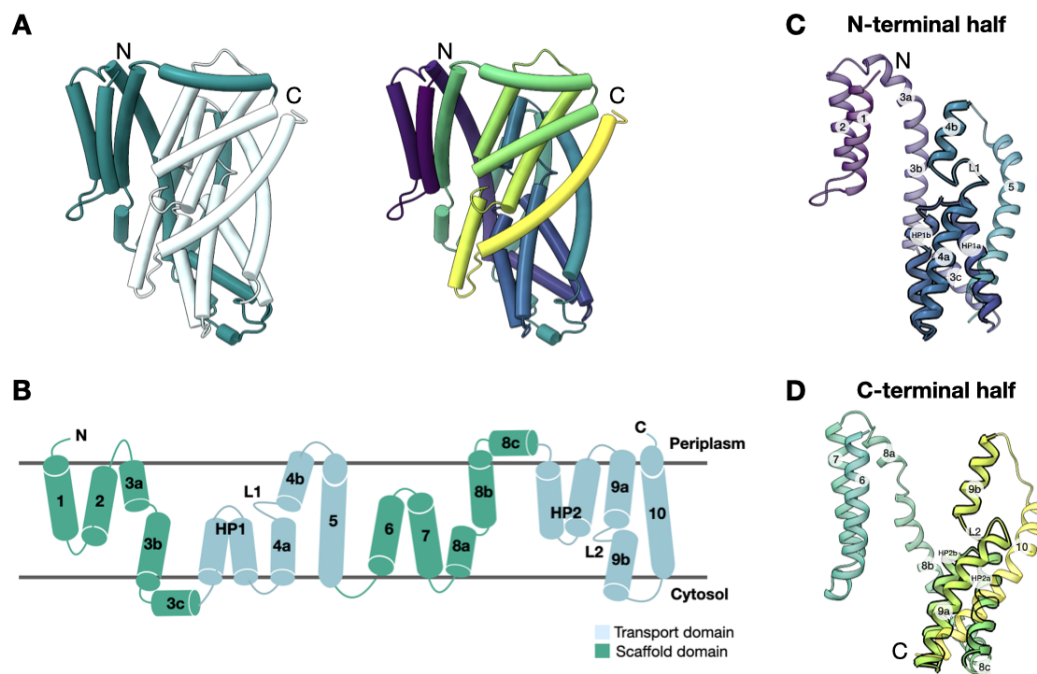 A
N
C
N
C
B
N
1
2
3a
3b
3c
HP1
L1
4a
4b
5
6
7
8a
8b
8c
HP2
L2
9a
9b
C
10
Periplasm
Cytosol
Transport domain
Scaffold domain
C
N-terminal half
N
3a
2
1
4b
3b
L1
5
HP1b
HP1a
4a
3c
D
C-terminal half
7
8a
6
9b
L2
10
HP2b
8b
HP2a
9a
C
8c